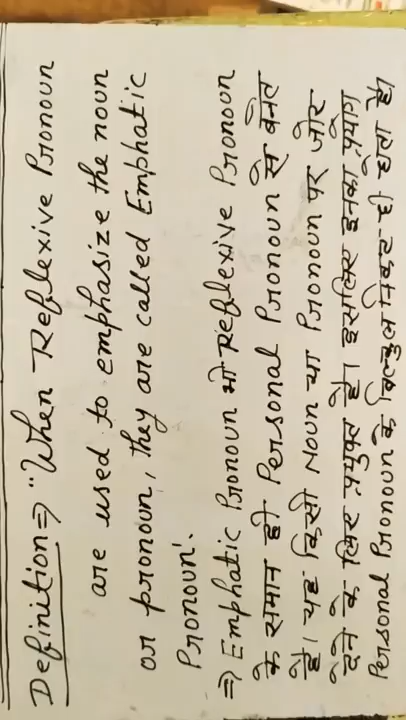 Definition⇒ "When Reflexive Pronoun
are used to emphasize the noun
or pronoun, they are called Emphatic
Pronoun'.
⇒ Emphatic Pronoun भी Reflexive Pronoun
के समान ही Personal Pronoun से बनते
है। यह किसी Noun या Pronoun पर जोर
देने के लिए प्रयुक्त है। इसलिए इनका प्रयोग
Personal Pronoun के बिल्कुल नजदीक ही होता है।